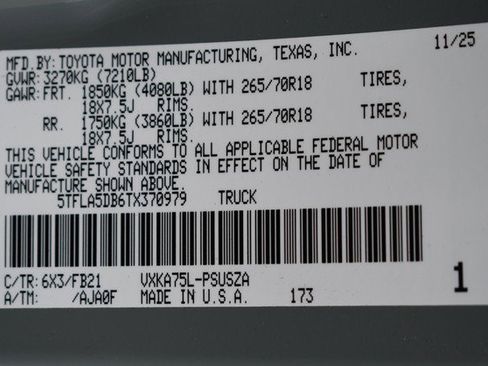 MFD.BY:TOYOTA MOTOR MANUFACTURING, TEXAS, INC. 11/25
GVWR:3270KG (7210LB)
GAWR:FRT. 1850KG (4080LB) WITH 265/70R18 TIRES,
18X7.5J RIMS.
RR. 1750KG (3860LB) WITH 265/70R18 TIRES,
18X7.5J RIMS.
THIS VEHICLE CONFORMS TO ALL APPLICABLE FEDERAL MOTOR
VEHICLE SAFETY STANDARDS IN EFFECT ON THE DATE OF
MANUFACTURE SHOWN ABOVE.
5TFLA5DB6TX370979 TRUCK
C/TR:6X3/FB21 VXKA75L-PSUSZA
A/TM: /AJA0F MADE IN U.S.A. 173 1